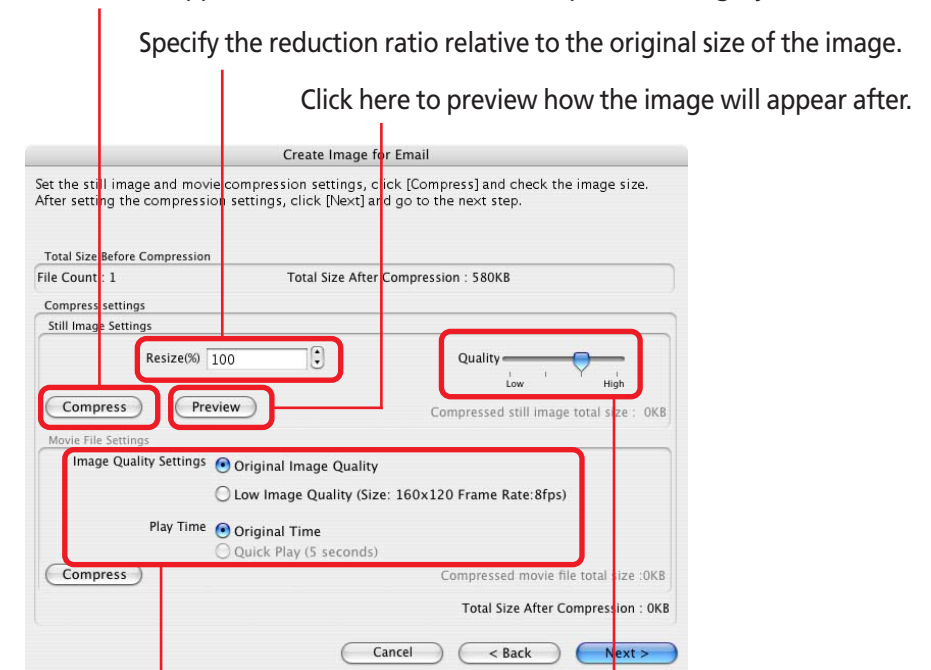 Specify the reduction ratio relative to the original size of the image.
Click here to preview how the image will appear after.
Create Image for Email
Set the still image and movie compression settings, click [Compress] and check the image size.
After setting the compression settings, click [Next] and go to the next step.
Total Size Before Compression
File Count : 1 Total Size After Compression : 580KB
Compress settings
Still Image Settings
Resize(%) 100 Quality
Low High
Compress Preview Compressed still image total size : 0KB
Movie File Settings
Image Quality Settings Original Image Quality
Low Image Quality (Size: 160x120 Frame Rate:8fps)
Play Time Original Time
Quick Play (5 seconds)
Compress Compressed movie file total size :0KB
Total Size After Compression : 0KB
Cancel < Back Next >